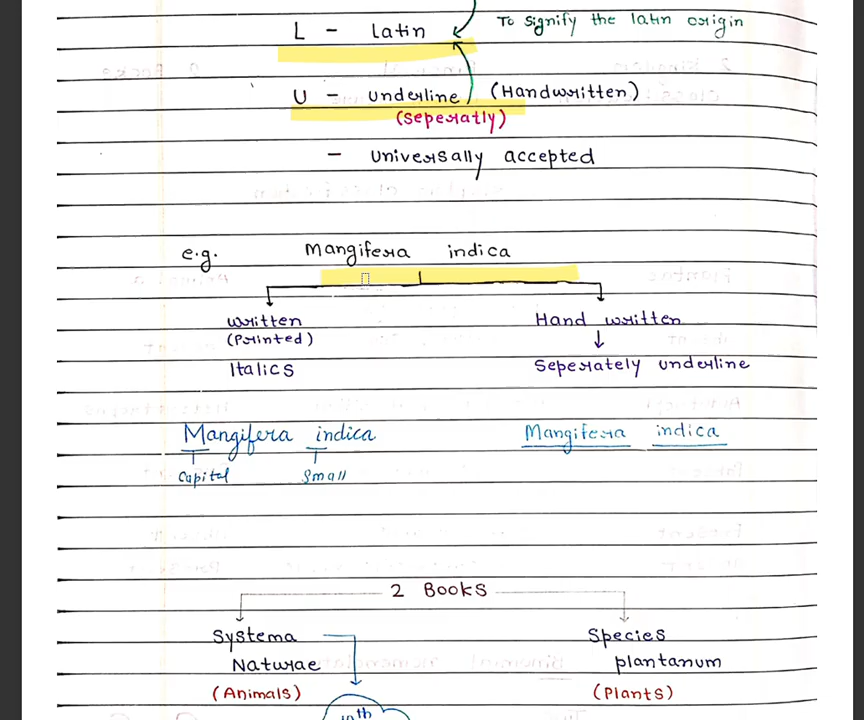 L - latin To signify the latin origin
U - underline (Handwritten)
(seperatly)
- universally accepted
e.g. Mangifera indica
written Hand written
(Printed)
Italics Seperately underline
Mangifera indica Mangifera indica
Capital Small
2 Books
Systema Species
Naturae plantanum
(Animals) (Plants)
10th